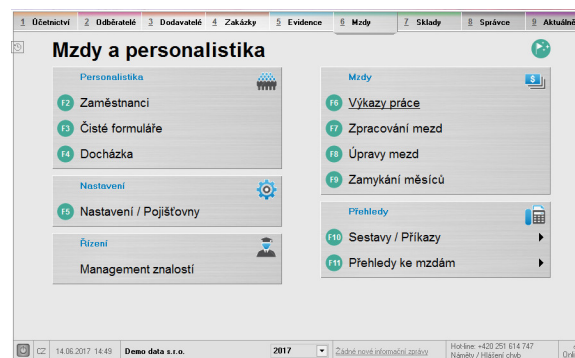 1 Účetnictví 2 Odběratelé 3 Dodavatelé 4 Zakázky 5 Evidence 6 Mzdy 7 Sklady 8 Správce 9 Aktuálně
Mzdy a personalistika
Personalistika
F2 Zaměstnanci
F3 Čisté formuláře
F4 Docházka
Nastavení
F5 Nastavení / Pojišťovny
Řízení
Management znalostí
Mzdy
F6 Výkazy práce
F7 Zpracování mezd
F8 Úpravy mezd
F9 Zamykání měsíců
Přehledy
F10 Sestavy / Příkazy
F11 Přehledy ke mzdám
CZ 14.06.2017 14:49 Demo data s.r.o. 2017 Žádné nové informační zprávy
Hot-line: +420 251 614 747
Náměty / Hlášení chyb